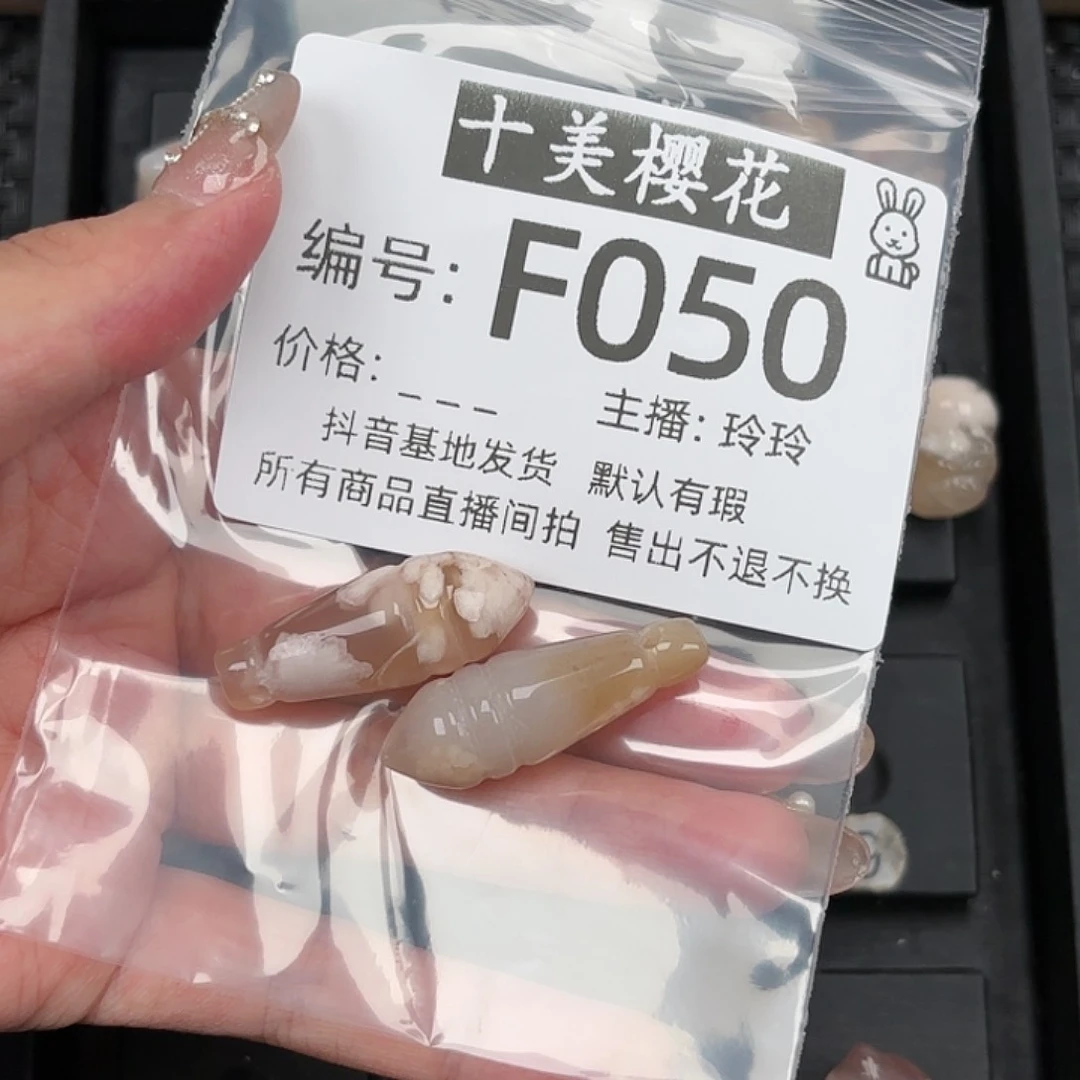 十美樱花
编号: F050
价格: _ _ _ 主播: 玲玲
抖音基地发货 默认有瑕
所有商品直播间拍 售出不退不换